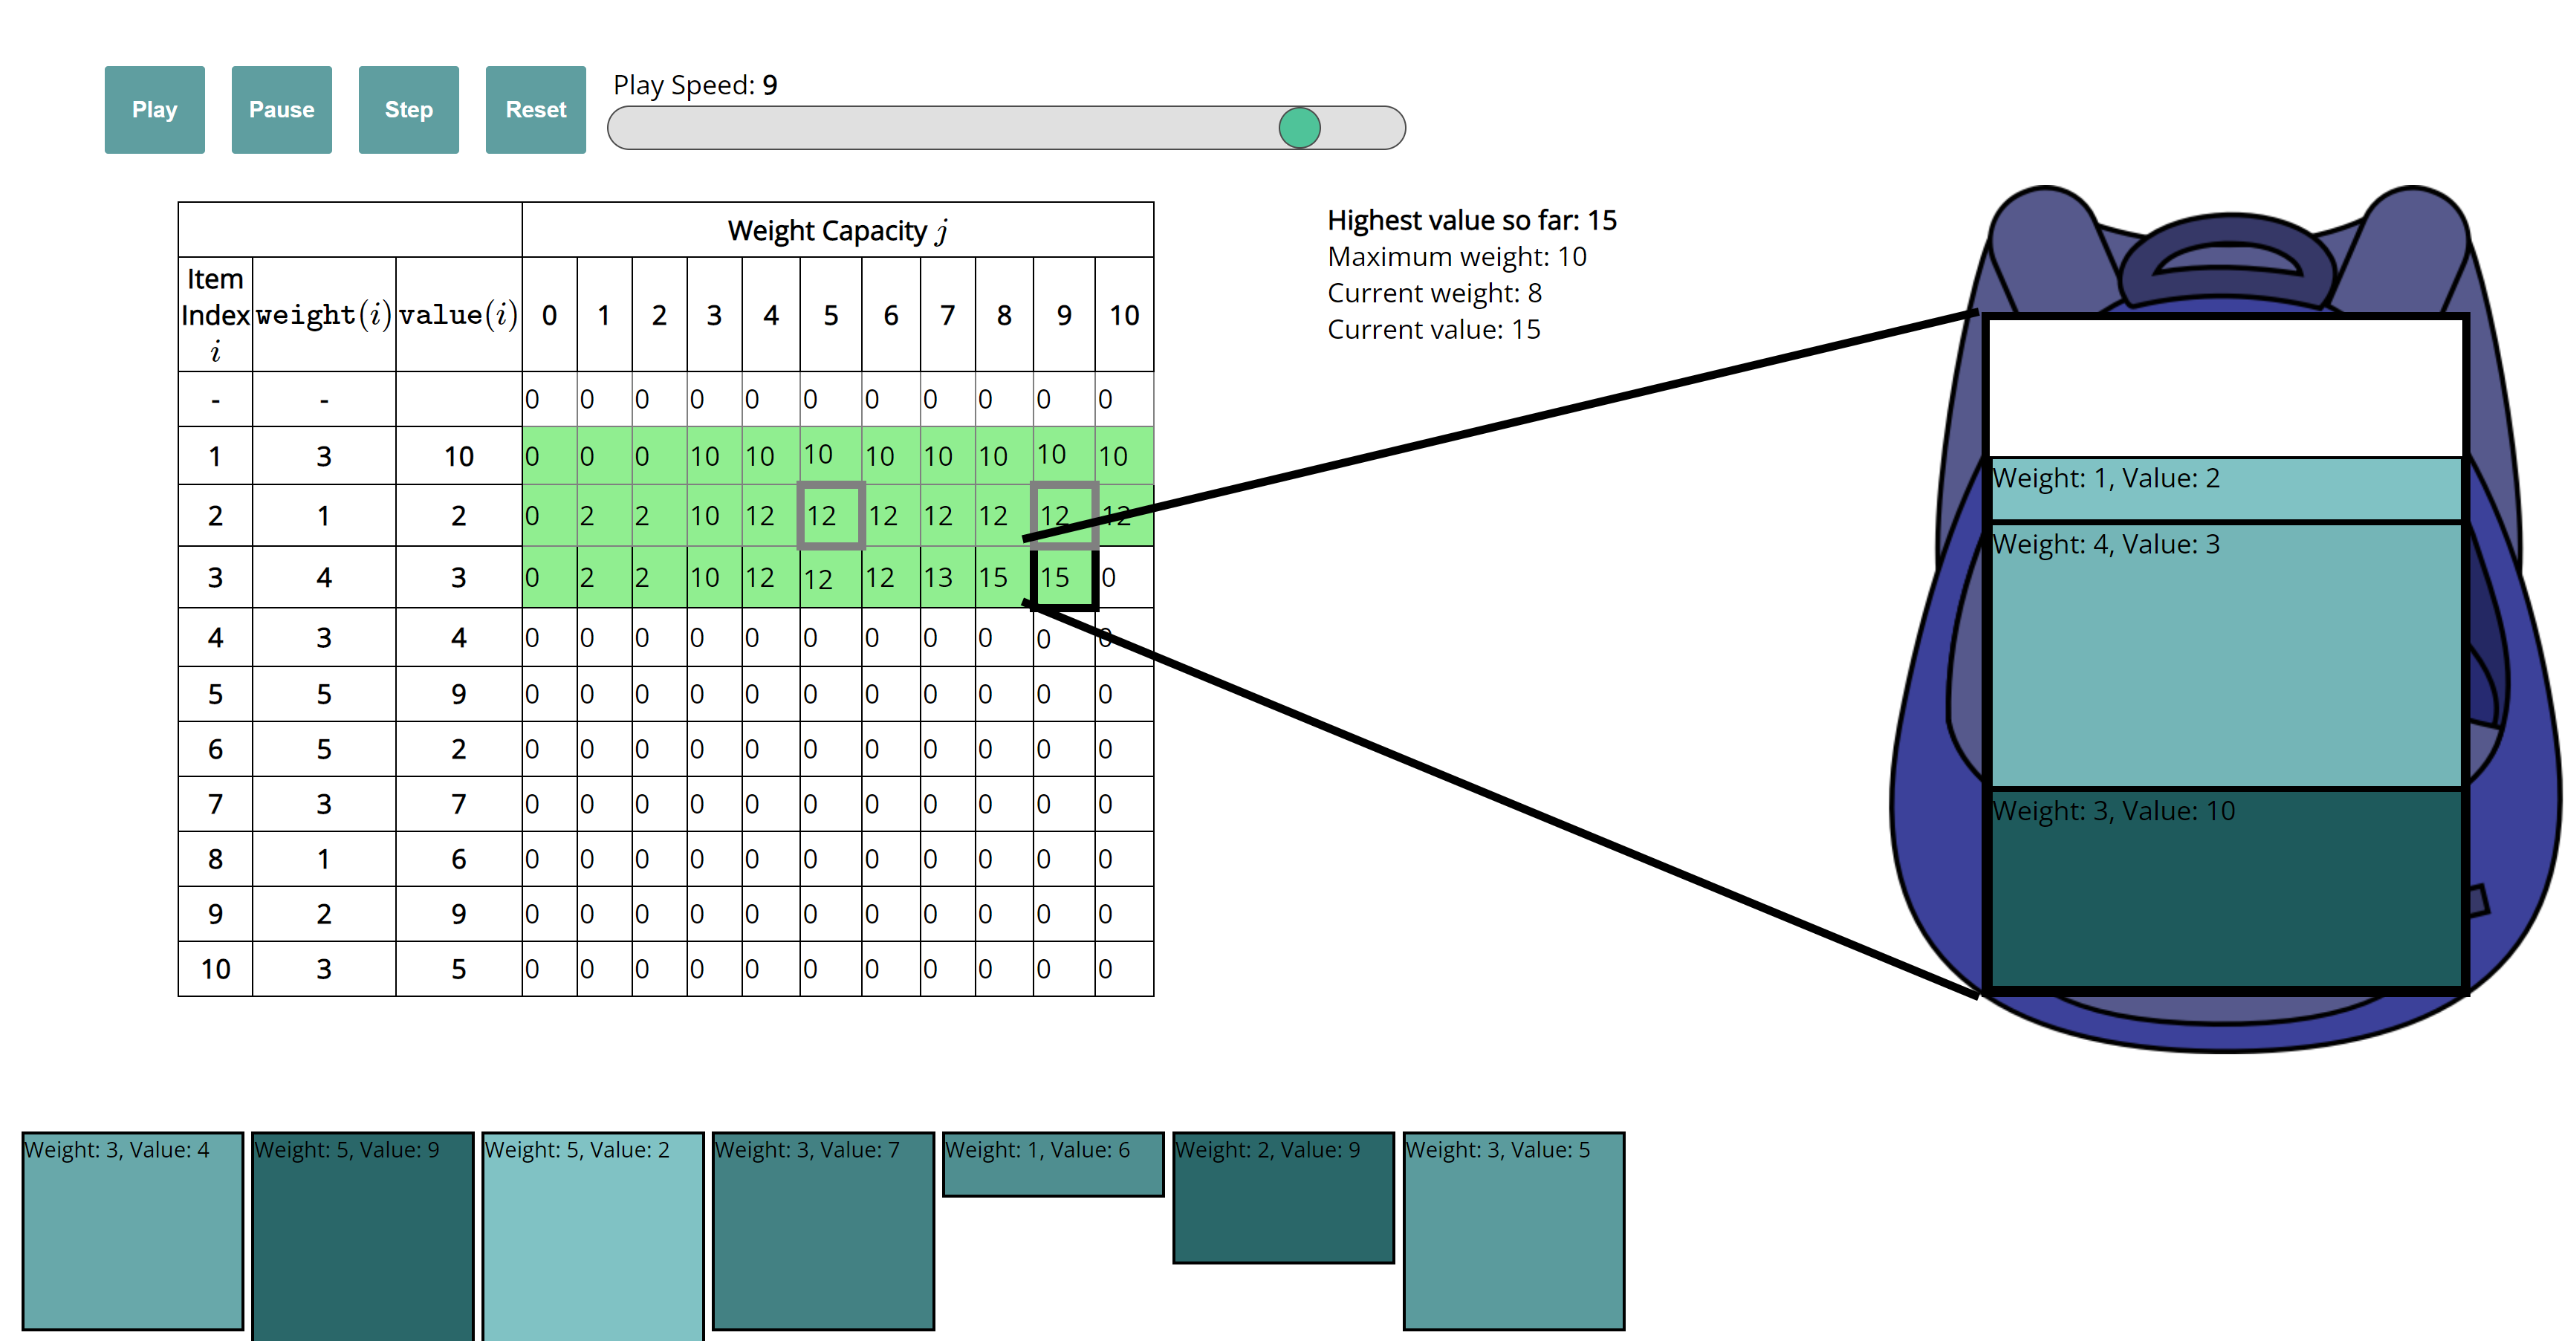 Play Pause Step Reset
Play Speed: 9
Weight Capacity j
Item Index i weight(i) value(i) 0 1 2 3 4 5 6 7 8 9 10
- - 0 0 0 0 0 0 0 0 0 0 0
1 3 10 0 0 0 10 10 10 10 10 10 10 10
2 1 2 0 2 2 10 12 12 12 12 12 12 12
3 4 3 0 2 2 10 12 12 12 13 15 15 0
4 3 4 0 0 0 0 0 0 0 0 0 0 0
5 5 9 0 0 0 0 0 0 0 0 0 0 0
6 5 2 0 0 0 0 0 0 0 0 0 0 0
7 3 7 0 0 0 0 0 0 0 0 0 0 0
8 1 6 0 0 0 0 0 0 0 0 0 0 0
9 2 9 0 0 0 0 0 0 0 0 0 0 0
10 3 5 0 0 0 0 0 0 0 0 0 0 0
Highest value so far: 15
Maximum weight: 10
Current weight: 8
Current value: 15
Weight: 1, Value: 2
Weight: 4, Value: 3
Weight: 3, Value: 10
Weight: 3, Value: 4
Weight: 5, Value: 9
Weight: 5, Value: 2
Weight: 3, Value: 7
Weight: 1, Value: 6
Weight: 2, Value: 9
Weight: 3, Value: 5